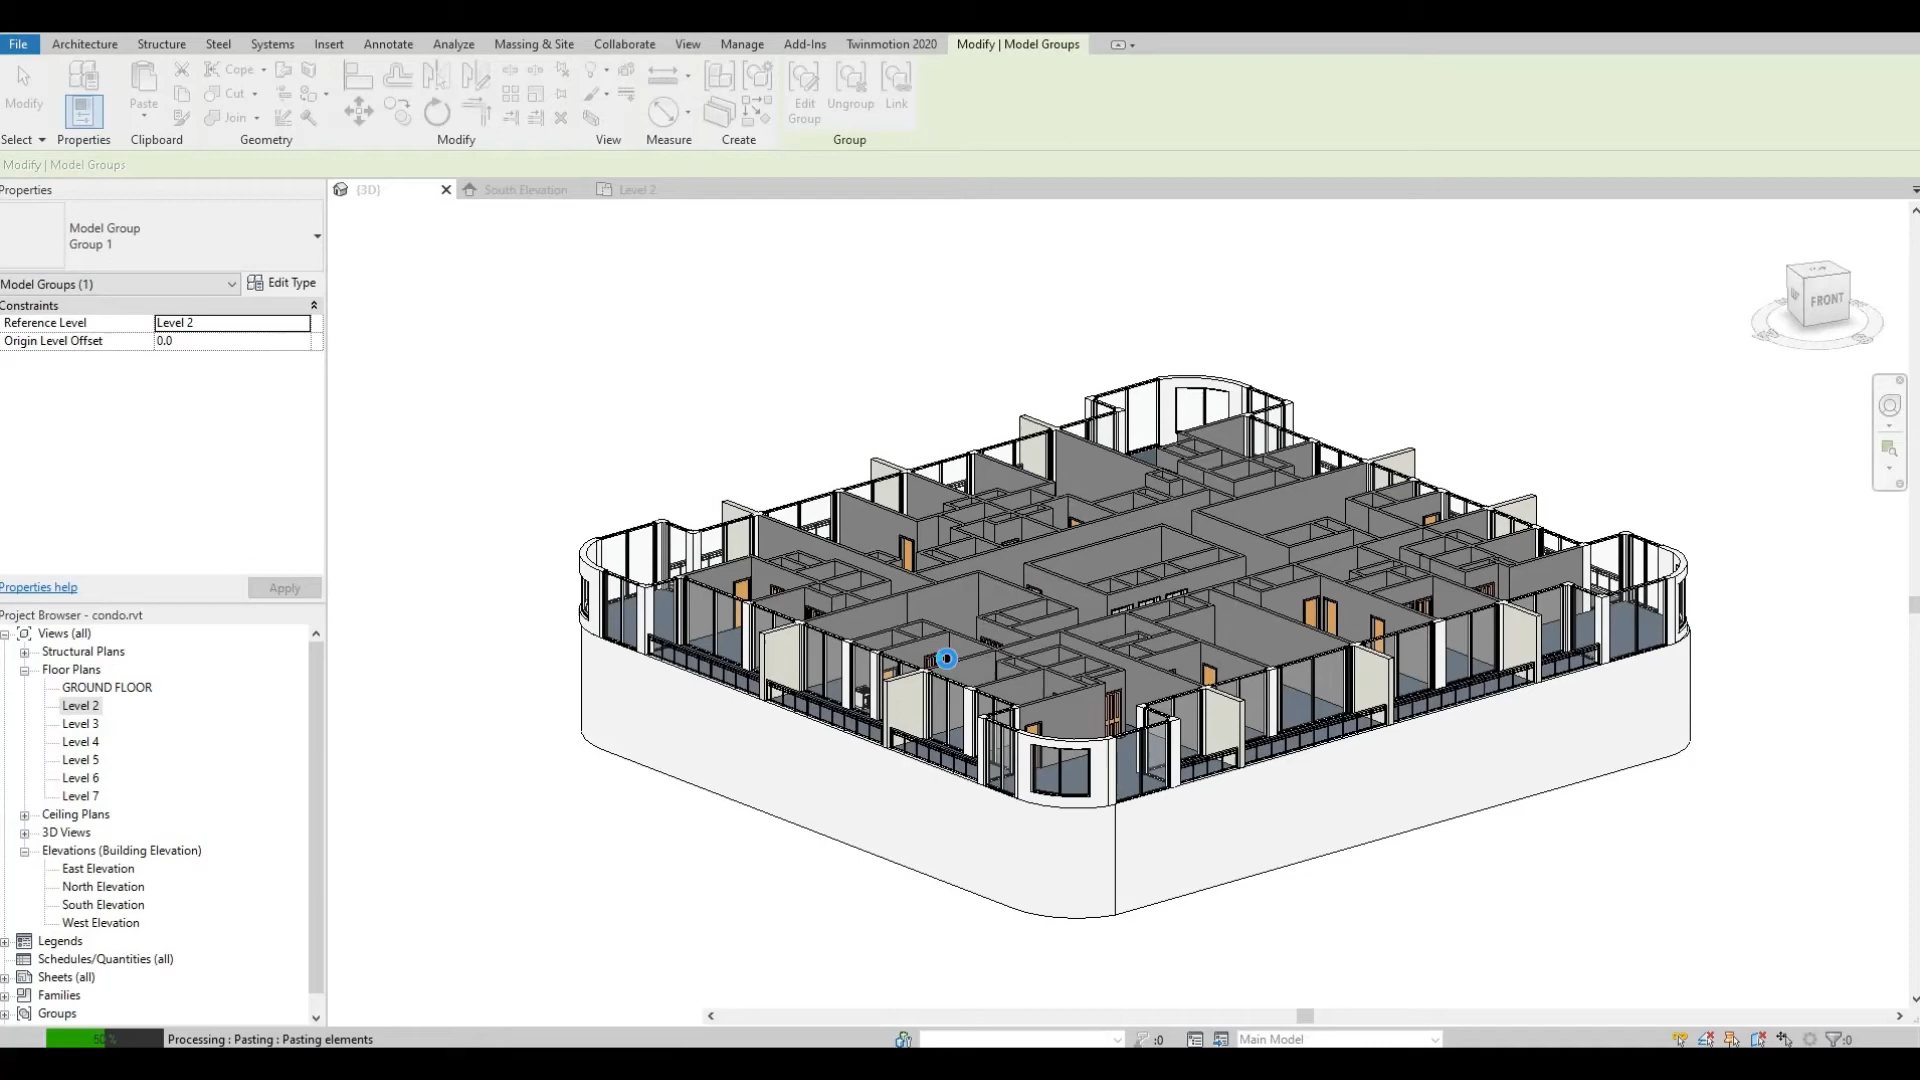 File Architecture Structure Steel Systems Insert Annotate Analyze Massing & Site Collaborate View Manage Add-Ins Twinmotion 2020 Modify | Model Groups
Modify Paste Cope Cut Join Edit Group Ungroup Link
Select Properties Clipboard Geometry Modify View Measure Create Group
Modify | Model Groups
Properties
{3D} South Elevation Level 2
Model Group
Group 1
Model Groups (1) Edit Type
Constraints
Reference Level Level 2
Origin Level Offset 0.0
FRONT
Properties help Apply
Project Browser - condo.rvt
Views (all)
Structural Plans
Floor Plans
GROUND FLOOR
Level 2
Level 3
Level 4
Level 5
Level 6
Level 7
Ceiling Plans
3D Views
Elevations (Building Elevation)
East Elevation
North Elevation
South Elevation
West Elevation
Legends
Schedules/Quantities (all)
Sheets (all)
Families
Groups
50 % Processing : Pasting : Pasting elements :0 Main Model :0